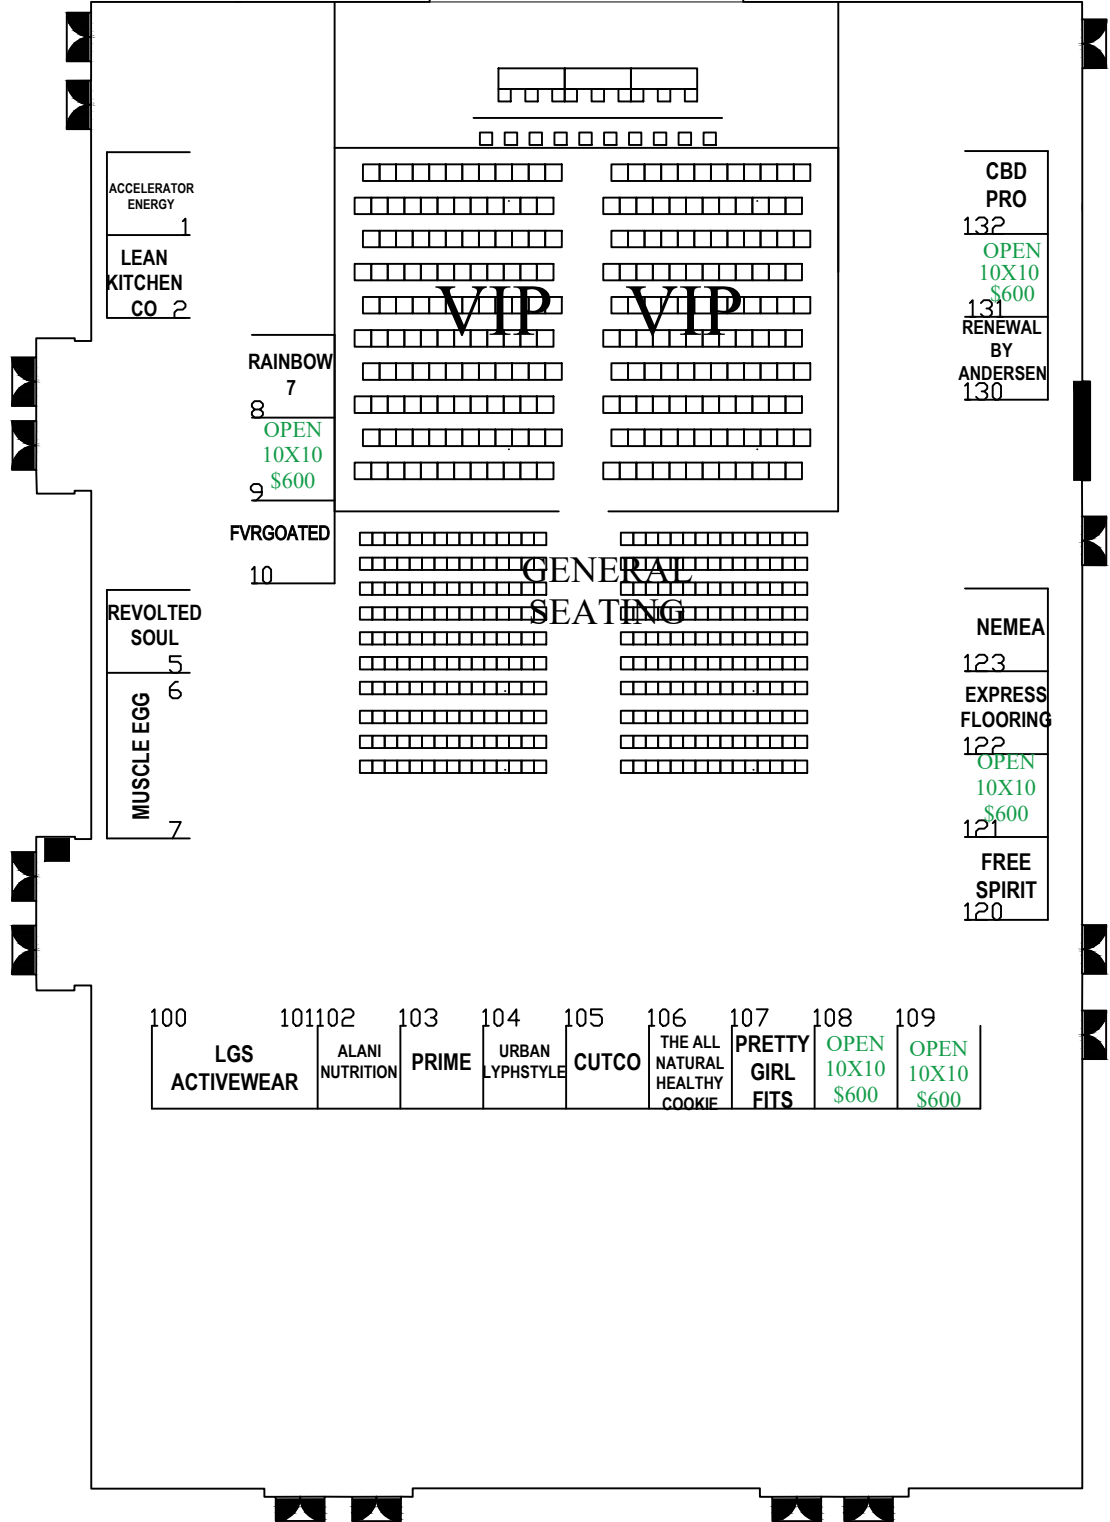 ACCELERATOR
ENERGY
1
LEAN
KITCHEN
CO 2
VIP VIP
CBD
PRO
132
OPEN
10X10
$600
131
RENEWAL
BY
ANDERSEN
130
RAINBOW
7
8
OPEN
10X10
$600
9
FVRGOATED
10
GENERAL
SEATING
REVOLTED
SOUL
5
6
MUSCLE EGG
7
NEMEA
123
EXPRESS
FLOORING
122
OPEN
10X10
$600
121
FREE
SPIRIT
120
100 101 102 103 104 105 106 107 108 109
LGS
ACTIVEWEAR
ALANI
NUTRITION
PRIME
URBAN
LYPHSTYLE
CUTCO
THE ALL
NATURAL
HEALTHY
COOKIE
PRETTY
GIRL
FITS
OPEN
10X10
$600
OPEN
10X10
$600